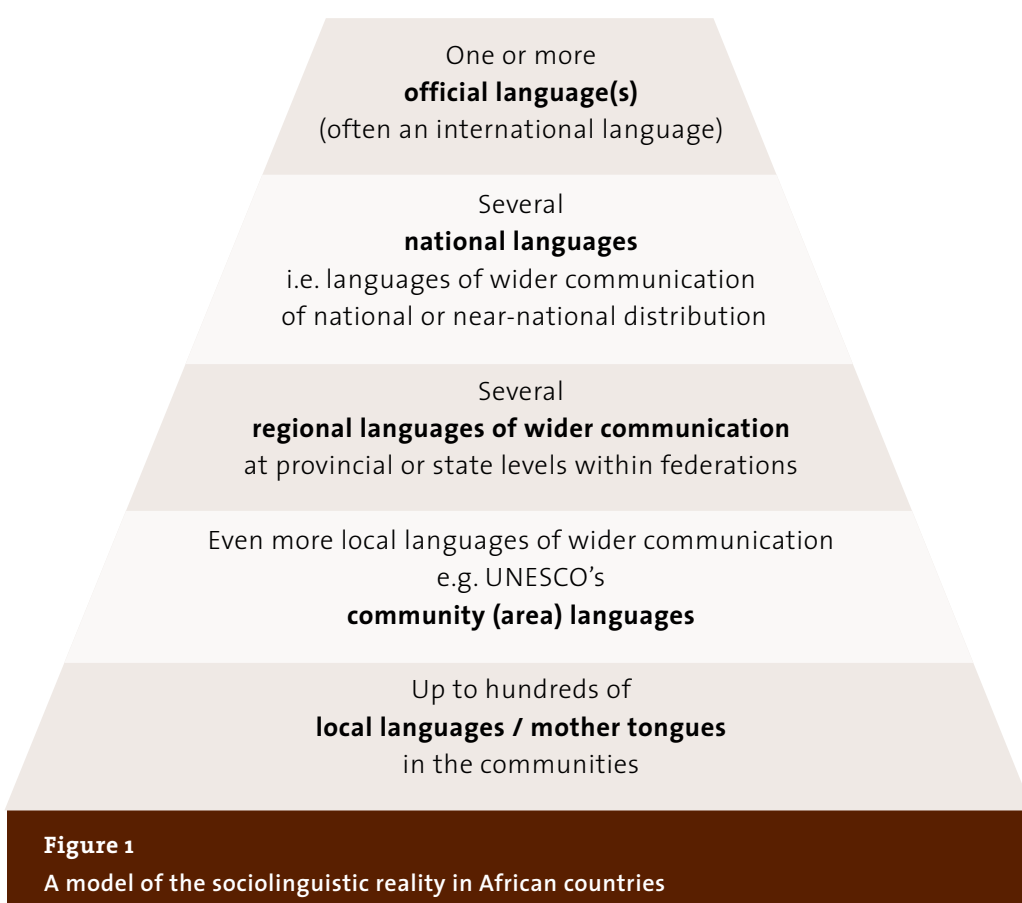 One or more
official language(s)
(often an international language)
Several
national languages
i.e. languages of wider communication
of national or near-national distribution
Several
regional languages of wider communication
at provincial or state levels within federations
Even more local languages of wider communication
e.g. UNESCO’s
community (area) languages
Up to hundreds of
local languages / mother tongues
in the communities
Figure 1
A model of the sociolinguistic reality in African countries